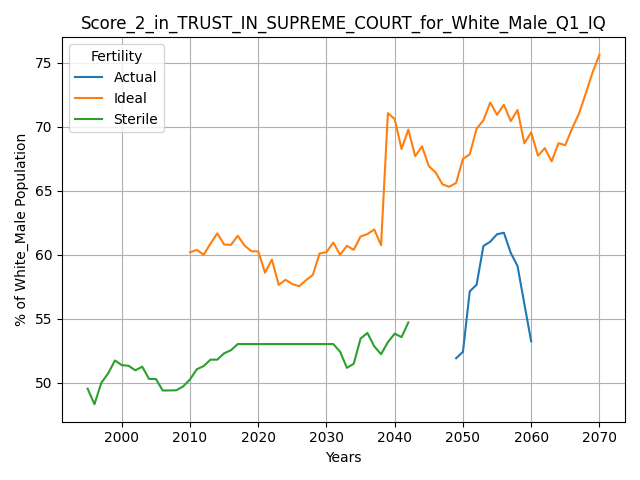 Score_2_in_TRUST_IN_SUPREME_COURT_for_White_Male_Q1_IQ
Fertility
Actual
Ideal
Sterile
% of White_Male Population
75
70
65
60
55
50
2000 2010 2020 2030 2040 2050 2060 2070
Years